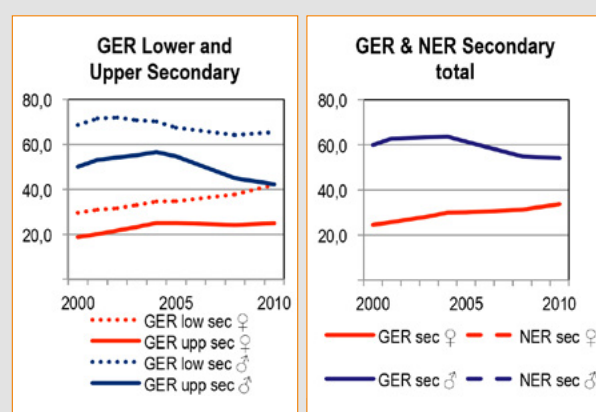 GER Lower and
Upper Secondary
80,0
60,0
40,0
20,0
2000 2005 2010
GER low sec ♀
GER upp sec ♀
GER low sec ♂
GER upp sec ♂
GER & NER Secondary
total
80,0
60,0
40,0
20,0
2000 2005 2010
GER sec ♀ NER sec ♀
GER sec ♂ NER sec ♂